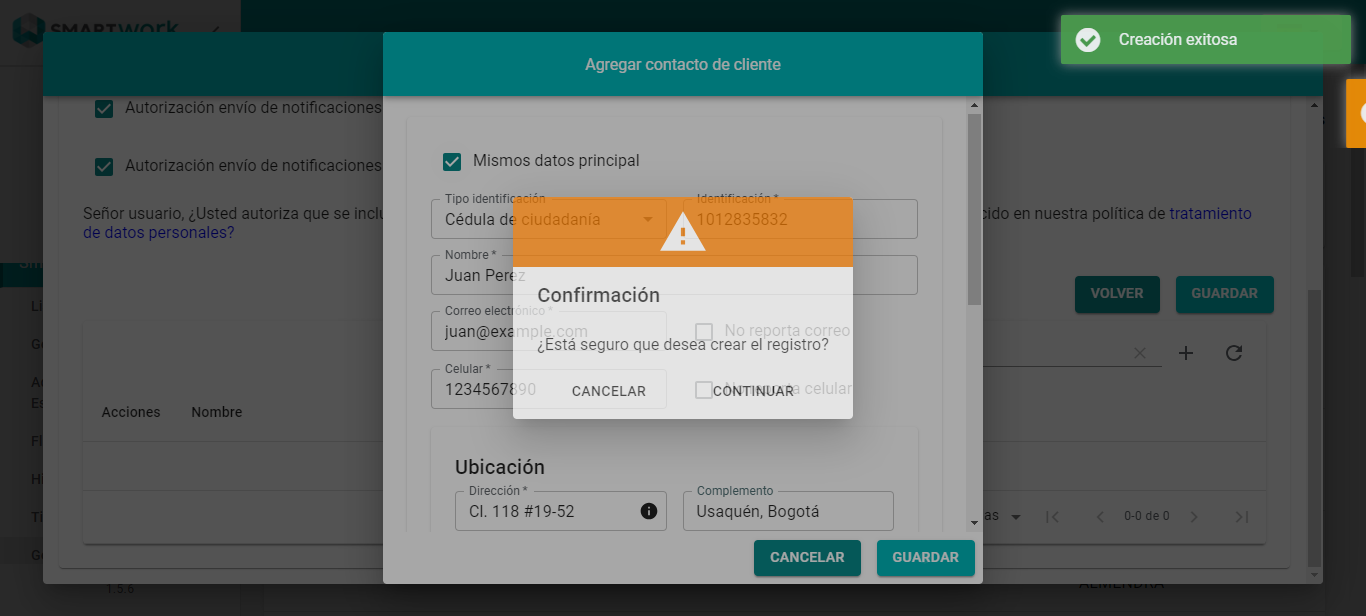 SMARTWORK
Creación exitosa
Agregar contacto de cliente
Autorización envío de notificaciones
Mismos datos principal
Autorización envío de notificaciones
Tipo identificación
Identificación *
Cédula de ciudadanía
1012835832
Señor usuario, ¿Usted autoriza que se inclu
cido en nuestra política de tratamiento
de datos personales?
Nombre *
Juan Perez
Confirmación
VOLVER
GUARDAR
Correo electrónico *
juan@example.com
No reporta correo
¿Está seguro que desea crear el registro?
Celular *
1234567890
No reporta celular
CANCELAR
CONTINUAR
Acciones
Nombre
Ubicación
Dirección *
Complemento
Cl. 118 #19-52
Usaquén, Bogotá
as
0-0 de 0
CANCELAR
GUARDAR
ALMENDRA
1.5.6